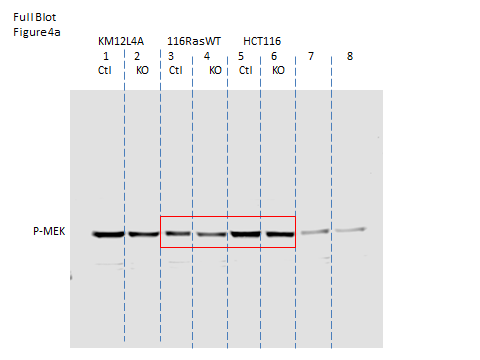 Full Blot
Figure4a
KM12L4A 116RasWT HCT116
1 2 3 4 5 6 7 8
Ctl KO Ctl KO Ctl KO
P-MEK